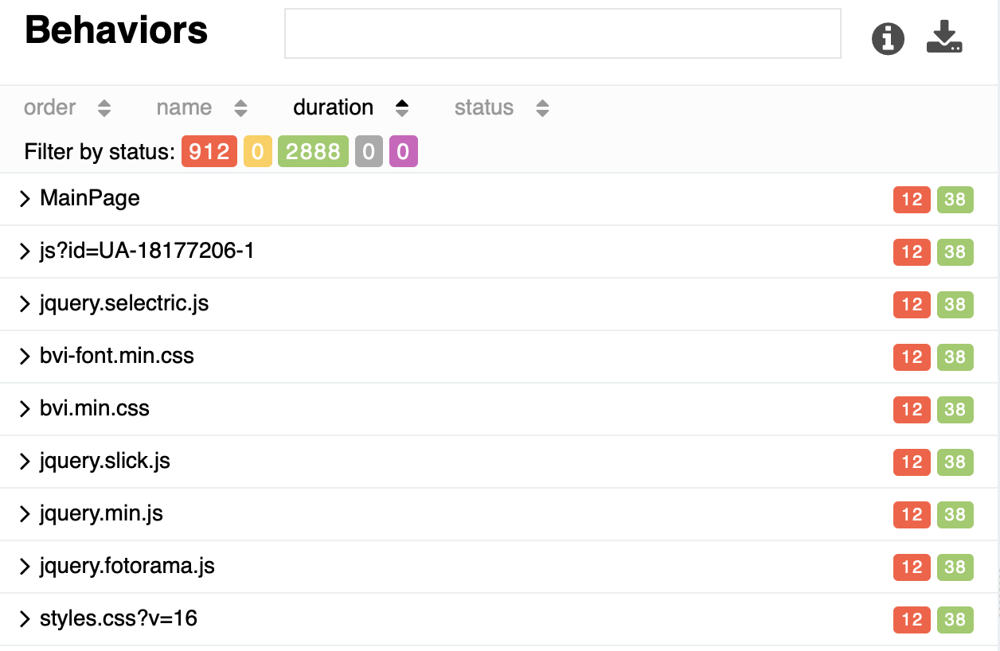 Behaviors
order name duration status
Filter by status: 912 0 2888 0 0
MainPage 12 38
js?id=UA-18177206-1 12 38
jquery.selectric.js 12 38
bvi-font.min.css 12 38
bvi.min.css 12 38
jquery.slick.js 12 38
jquery.min.js 12 38
jquery.fotorama.js 12 38
styles.css?v=16 12 38